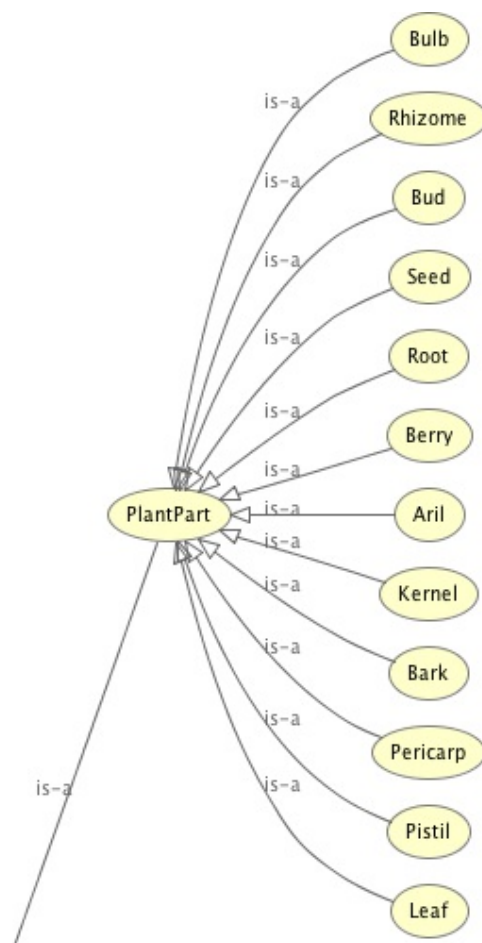 Bulb
is-a
Rhizome
is-a
Bud
is-a
Seed
is-a
Root
is-a
Berry
is-a
PlantPart
is-a
Aril
is-a
Kernel
is-a
Bark
is-a
Pericarp
is-a
is-a
Pistil
is-a
Leaf